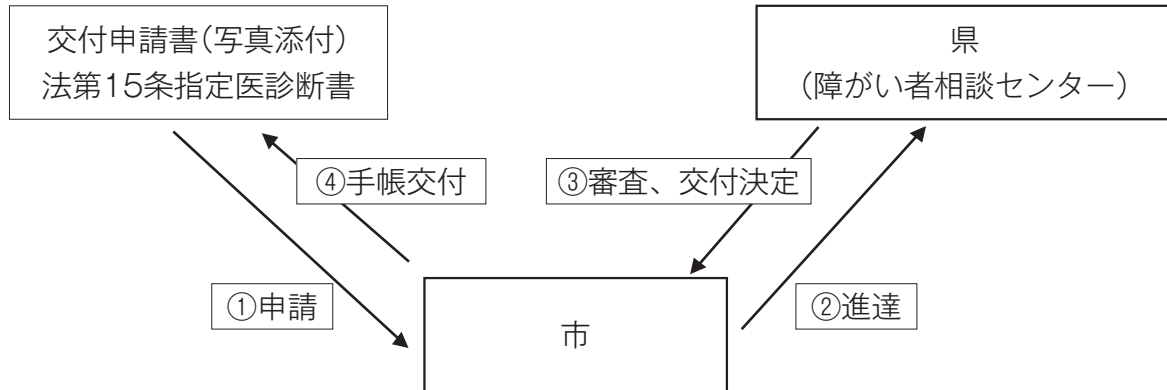 交付申請書(写真添付)
法第15条指定医診断書
県
(障がい者相談センター)
④手帳交付
③審査、交付決定
①申請
②進達
市